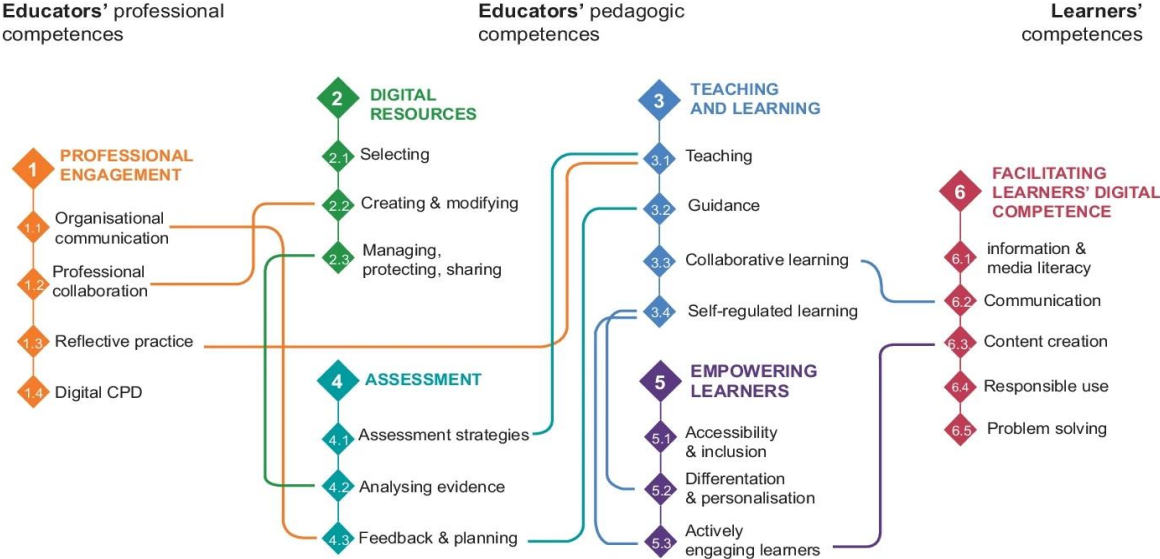 Educators’ professional
competences
Educators’ pedagogic
competences
Learners’
competences
1
PROFESSIONAL
ENGAGEMENT
1.1
Organisational
communication
1.2
Professional
collaboration
1.3
Reflective practice
1.4
Digital CPD
2
DIGITAL
RESOURCES
2.1
Selecting
2.2
Creating & modifying
2.3
Managing,
protecting, sharing
4
ASSESSMENT
4.1
Assessment strategies
4.2
Analysing evidence
4.3
Feedback & planning
3
TEACHING
AND LEARNING
3.1
Teaching
3.2
Guidance
3.3
Collaborative learning
3.4
Self-regulated learning
5
EMPOWERING
LEARNERS
5.1
Accessibility
& inclusion
5.2
Differentation
& personalisation
5.3
Actively
engaging learners
6
FACILITATING
LEARNERS’ DIGITAL
COMPETENCE
6.1
information &
media literacy
6.2
Communication
6.3.
Content creation
6.4
Responsible use
6.5
Problem solving